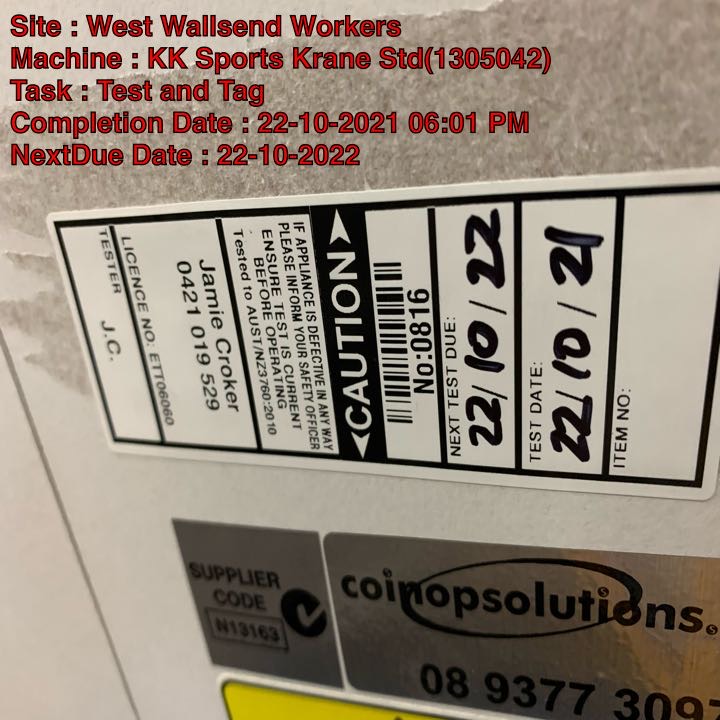 Site : West Wallsend Workers
Machine : KK Sports Krane Std(1305042)
Task : Test and Tag
Completion Date : 22-10-2021 06:01 PM
NextDue Date : 22-10-2022
ITEM NO:
TEST DATE: 22/10/21
NEXT TEST DUE: 22/10/22
No:0816
CAUTION
IF APPLIANCE IS DEFECTIVE IN ANY WAY
PLEASE INFORM YOUR SAFETY OFFICER
ENSURE TEST IS CURRENT
BEFORE OPERATING
Tested to AUST/NZ3760:2010
Jamie Croker
0421 019 529
LICENCE NO: ETT06060
TESTER J.C.
SUPPLIER
CODE
N13163
coinopsolutions.
08 9377 309